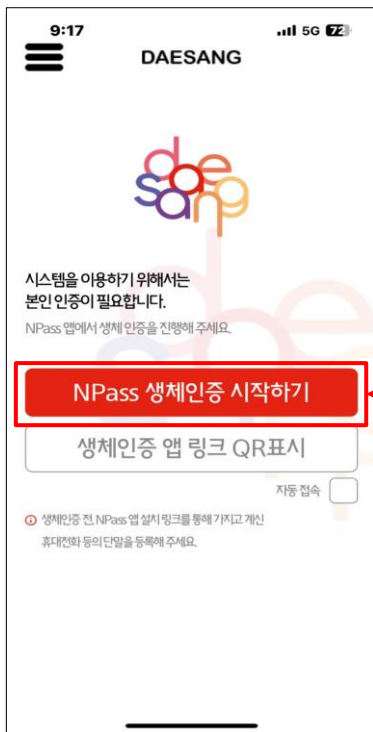 9:17
5G 72
DAESANG
daesang
시스템을 이용하기 위해서는
본인 인증이 필요합니다.
NPass 앱에서 생체 인증을 진행해 주세요.
NPass 생체인증 시작하기
생체인증 앱 링크 QR표시
자동 접속
생체인증 전, NPass 앱 설치 링크를 통해 가지고 계신
휴대전화 등의 단말을 등록해 주세요.